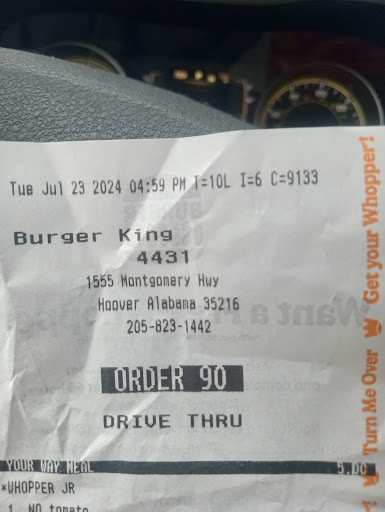 Tue Jul 23 2024 04:59 PM T=10L I=6 C=9133
Burger King
4431
1555 Montgomery Hwy
Hoover Alabama 35216
205-823-1442
ORDER 90
DRIVE THRU
YOUR WAY MEAL 5.00
*WHOPPER JR
1 NO tomato
Turn Me Over Get your Whopper!
Want a